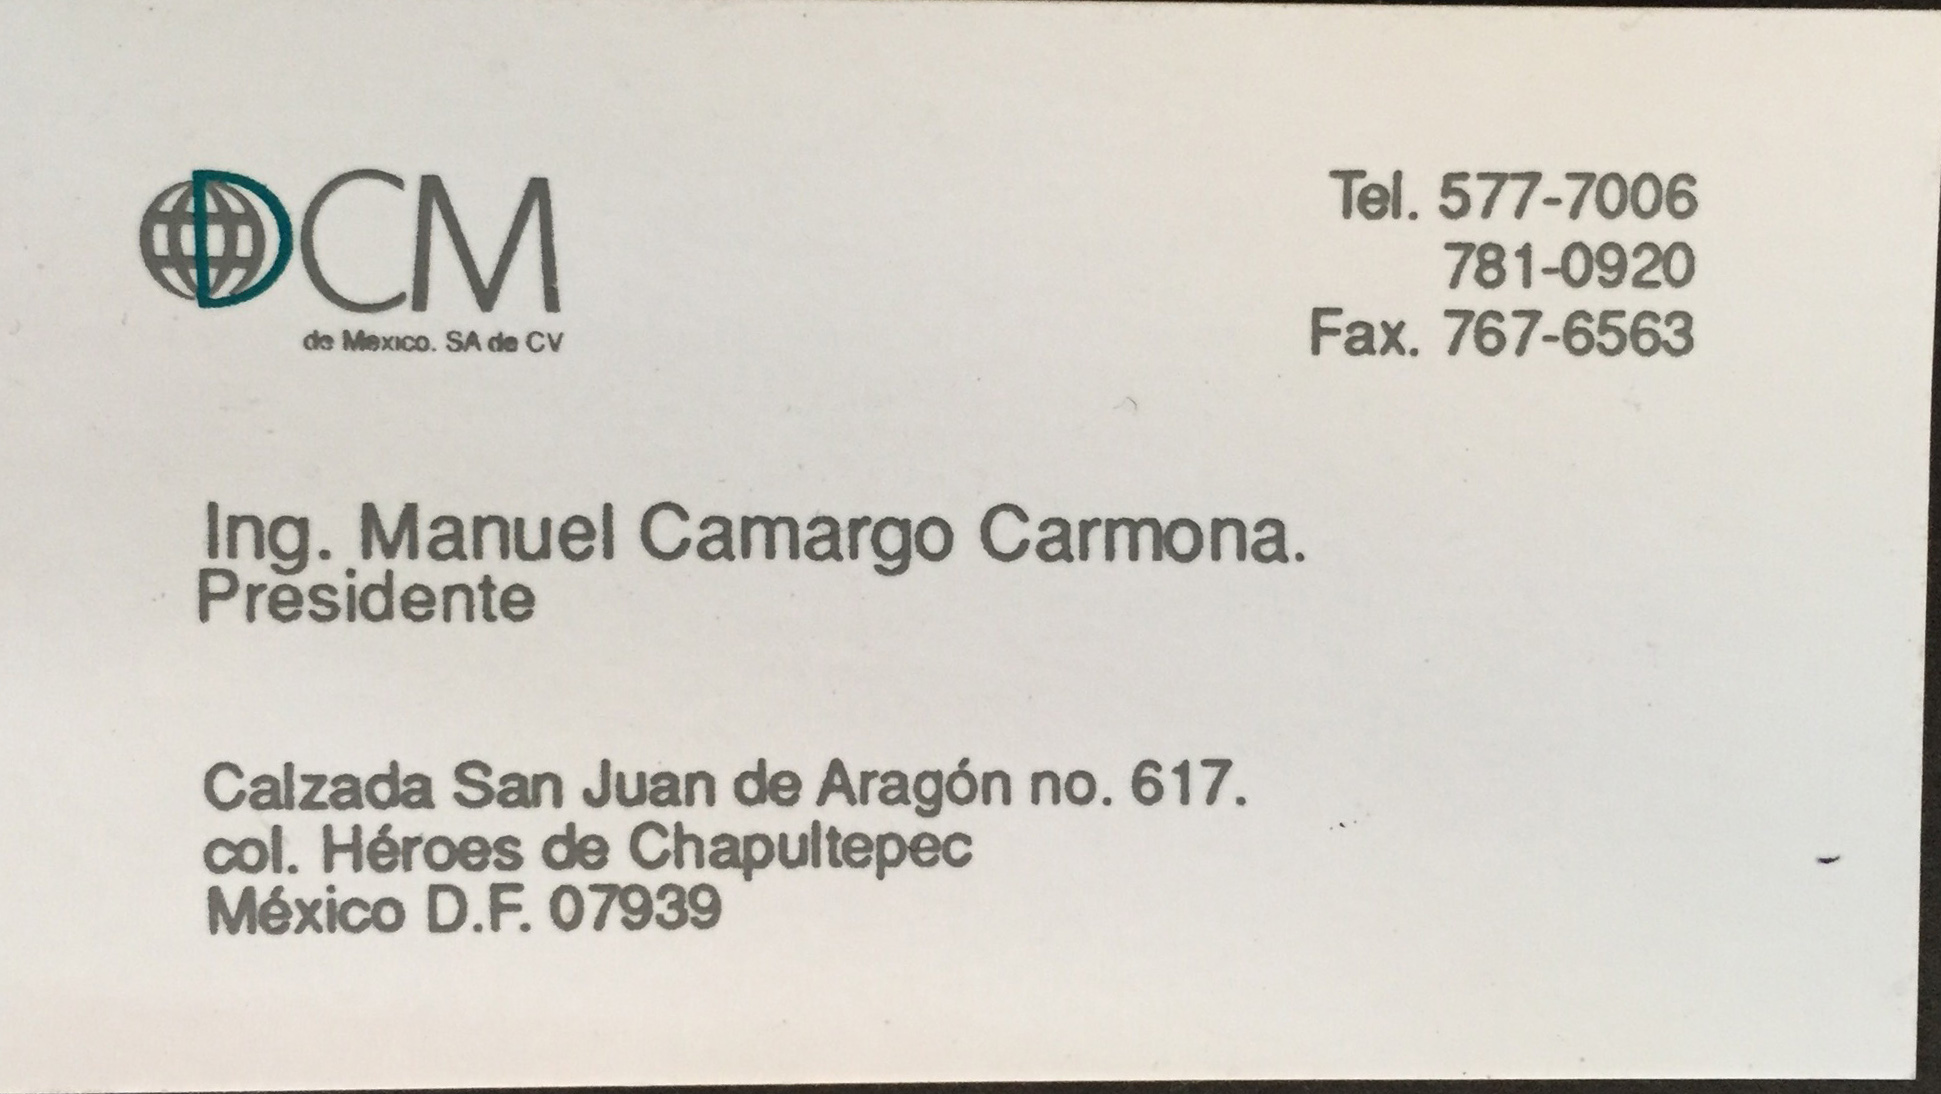 DCM
de Mexico. SA de CV
Tel. 577-7006
781-0920
Fax. 767-6563
Ing. Manuel Camargo Carmona.
Presidente
Calzada San Juan de Aragón no. 617.
col. Héroes de Chapultepec
México D.F. 07939